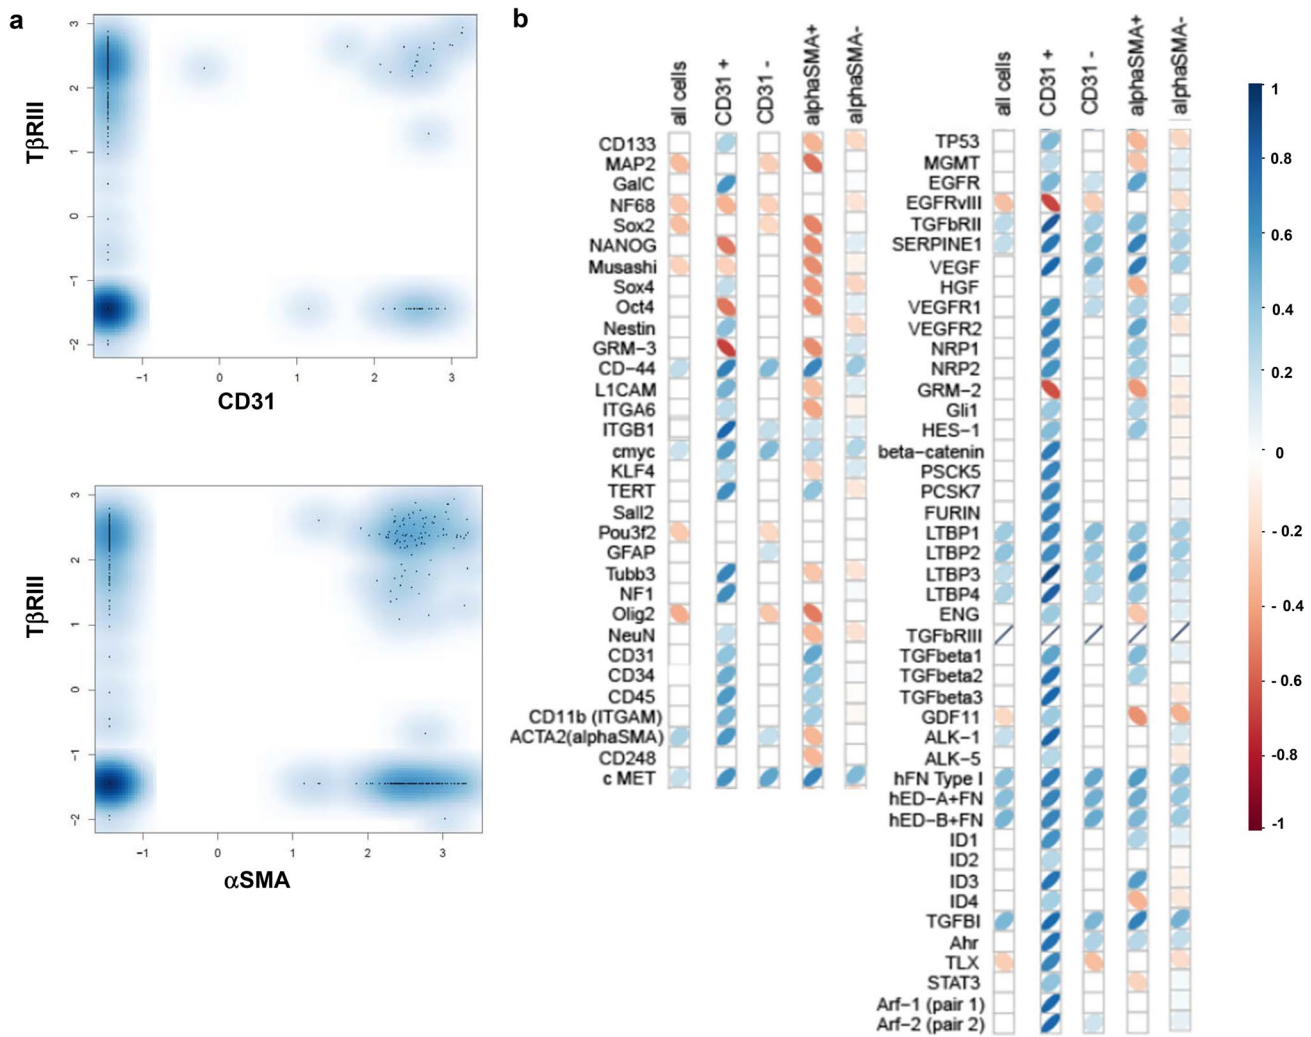 a
TβRIII
3
2
1
0
−1
−2
−1
0
1
2
3
CD31
TβRIII
3
2
1
0
−1
−2
−1
0
1
2
3
αSMA
b
all cells
CD31 +
CD31 -
alphaSMA+
alphaSMA-
CD133
MAP2
GalC
NF68
Sox2
NANOG
Musashi
Sox4
Oct4
Nestin
GRM−3
CD−44
L1CAM
ITGA6
ITGB1
cmyc
KLF4
TERT
Sall2
Pou3f2
GFAP
Tubb3
NF1
Olig2
NeuN
CD31
CD34
CD45
CD11b (ITGAM)
ACTA2(alphaSMA)
CD248
c MET
all cells
CD31 +
CD31 -
alphaSMA+
alphaSMA-
TP53
MGMT
EGFR
EGFRvIII
TGFbRII
SERPINE1
VEGF
HGF
VEGFR1
VEGFR2
NRP1
NRP2
GRM−2
Gli1
HES−1
beta−catenin
PSCK5
PCSK7
FURIN
LTBP1
LTBP2
LTBP3
LTBP4
ENG
TGFbRIII
TGFbeta1
TGFbeta2
TGFbeta3
GDF11
ALK−1
ALK−5
hFN Type I
hED−A+FN
hED−B+FN
ID1
ID2
ID3
ID4
TGFBI
Ahr
TLX
STAT3
Arf−1 (pair 1)
Arf−2 (pair 2)
1
0.8
0.6
0.4
0.2
0
- 0.2
- 0.4
- 0.6
-0.8
-1